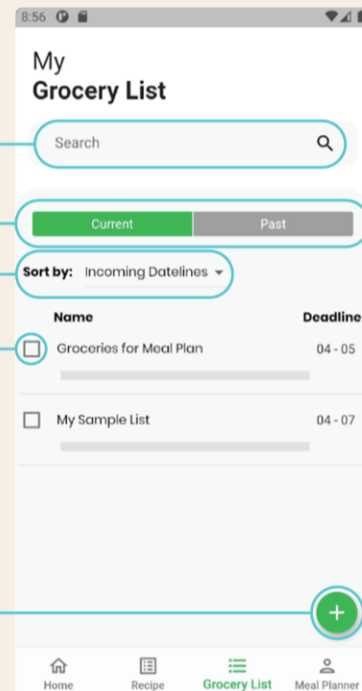 8:56
My
Grocery List
Search
Current Past
Sort by: Incoming Datelines
Name Deadline
Groceries for Meal Plan 04 - 05
My Sample List 04 - 07
+
Home Recipe Grocery List Meal Planner